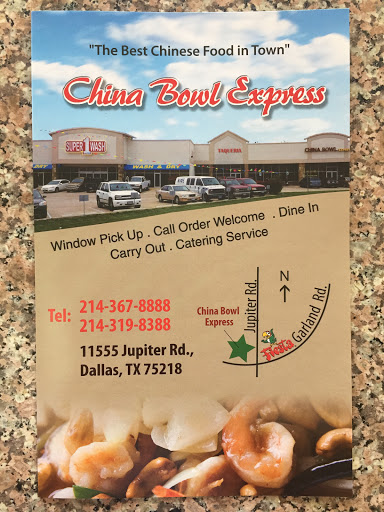 "The Best Chinese Food in Town"
China Bowl Express
SUPER 1 WASH
WASH & DRY
TAQUERIA
CHINA BOWL
Window Pick Up . Call Order Welcome . Dine In
Carry Out . Catering Service
Tel: 214-367-8888
214-319-8388
11555 Jupiter Rd.,
Dallas, TX 75218
N
Jupiter Rd.
China Bowl
Express
Fiesta
Garland Rd.